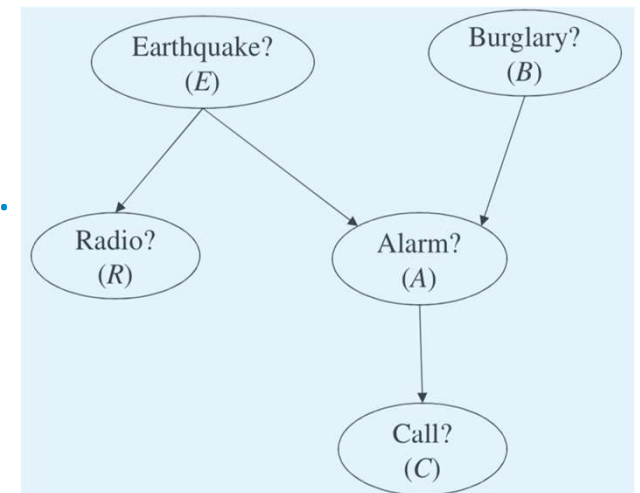 Earthquake?
(E)
Burglary?
(B)
Radio?
(R)
Alarm?
(A)
Call?
(C)